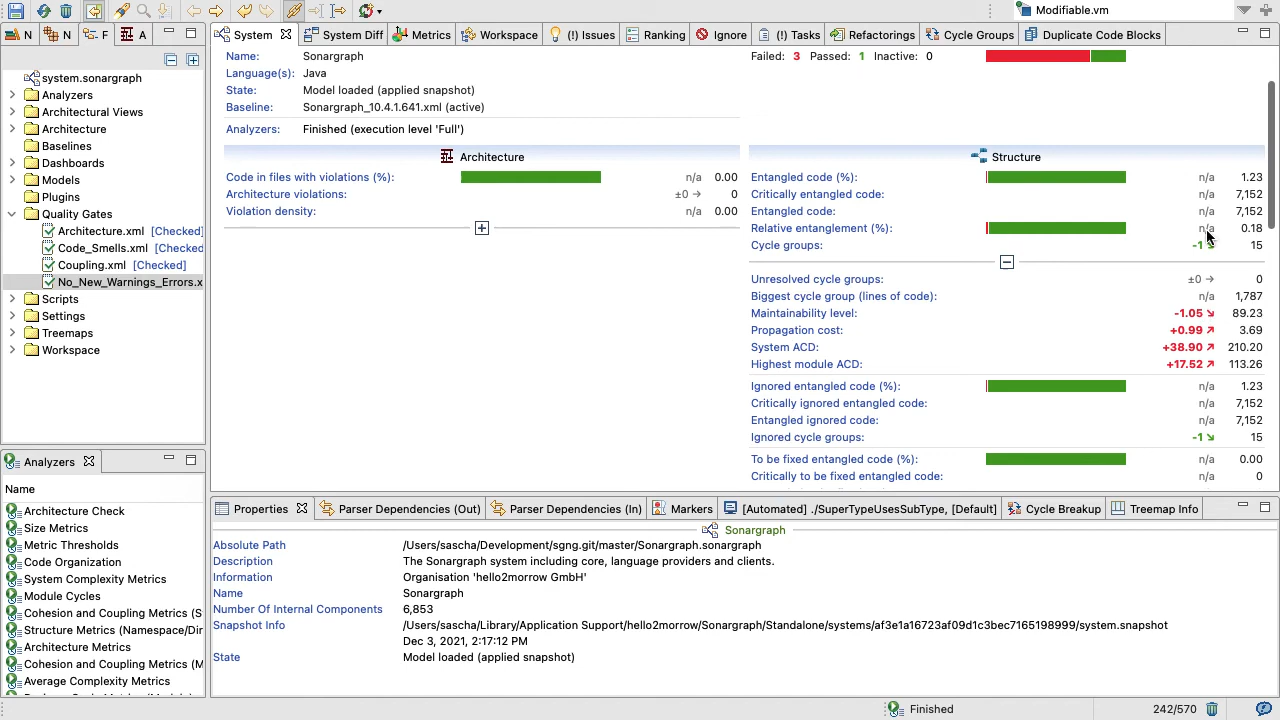 Modifiable.vm
N
N
F
A
System
System Diff
Metrics
Workspace
(!) Issues
Ranking
Ignore
(!) Tasks
Refactorings
Cycle Groups
Duplicate Code Blocks
system.sonargraph
Analyzers
Architectural Views
Architecture
Baselines
Dashboards
Models
Plugins
Quality Gates
Architecture.xml [Checked]
Code_Smells.xml [Checked
Coupling.xml [Checked]
No_New_Warnings_Errors.x
Scripts
Settings
Treemaps
Workspace
Name: Sonargraph
Language(s): Java
State: Model loaded (applied snapshot)
Baseline: Sonargraph_10.4.1.641.xml (active)
Analyzers: Finished (execution level 'Full')
Failed: 3 Passed: 1 Inactive: 0
Architecture
Code in files with violations (%): n/a 0.00
Architecture violations: ±0 → 0
Violation density: n/a 0.00
Structure
Entangled code (%): n/a 1.23
Critically entangled code: n/a 7,152
Entangled code: n/a 7,152
Relative entanglement (%): n/a 0.18
Cycle groups: -1 ↘ 15
Unresolved cycle groups: ±0 → 0
Biggest cycle group (lines of code): n/a 1,787
Maintainability level: -1.05 ↘ 89.23
Propagation cost: +0.99 ↗ 3.69
System ACD: +38.90 ↗ 210.20
Highest module ACD: +17.52 ↗ 113.26
Ignored entangled code (%): n/a 1.23
Critically ignored entangled code: n/a 7,152
Entangled ignored code: n/a 7,152
Ignored cycle groups: -1 ↘ 15
To be fixed entangled code (%): n/a 0.00
Critically to be fixed entangled code: n/a 0
Analyzers
Name
Architecture Check
Size Metrics
Metric Thresholds
Code Organization
System Complexity Metrics
Module Cycles
Cohesion and Coupling Metrics (S
Structure Metrics (Namespace/Dir
Architecture Metrics
Cohesion and Coupling Metrics (M
Average Complexity Metrics
Properties
Parser Dependencies (Out)
Parser Dependencies (In)
Markers
[Automated] ./SuperTypeUsesSubType, [Default]
Cycle Breakup
Treemap Info
Sonargraph
Absolute Path /Users/sascha/Development/sgng.git/master/Sonargraph.sonargraph
Description The Sonargraph system including core, language providers and clients.
Information Organisation 'hello2morrow GmbH'
Name Sonargraph
Number Of Internal Components 6,853
Snapshot Info /Users/sascha/Library/Application Support/hello2morrow/Sonargraph/Standalone/systems/af3e1a16723af09d1c3bec7165198999/system.snapshot
Dec 3, 2021, 2:17:12 PM
State Model loaded (applied snapshot)
Finished
242/570